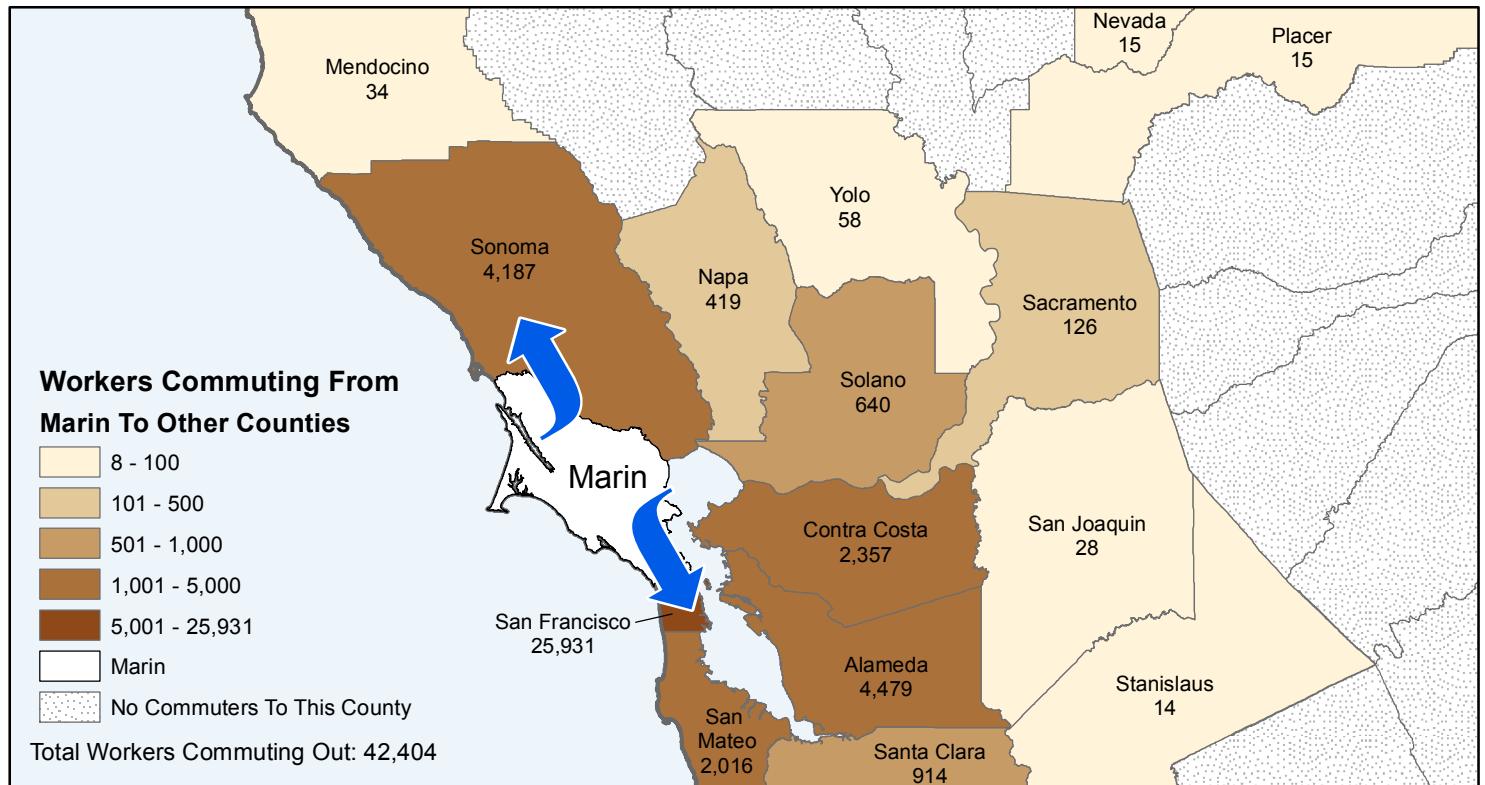 Nevada
15
Placer
15
Mendocino
34
Yolo
58
Sonoma
4,187
Napa
419
Sacramento
126
Solano
640
Marin
Contra Costa
2,357
San Joaquin
28
San Francisco
25,931
Alameda
4,479
Stanislaus
14
San
Mateo
2,016
Santa Clara
914
Workers Commuting From
Marin To Other Counties
8 - 100
101 - 500
501 - 1,000
1,001 - 5,000
5,001 - 25,931
Marin
No Commuters To This County
Total Workers Commuting Out: 42,404